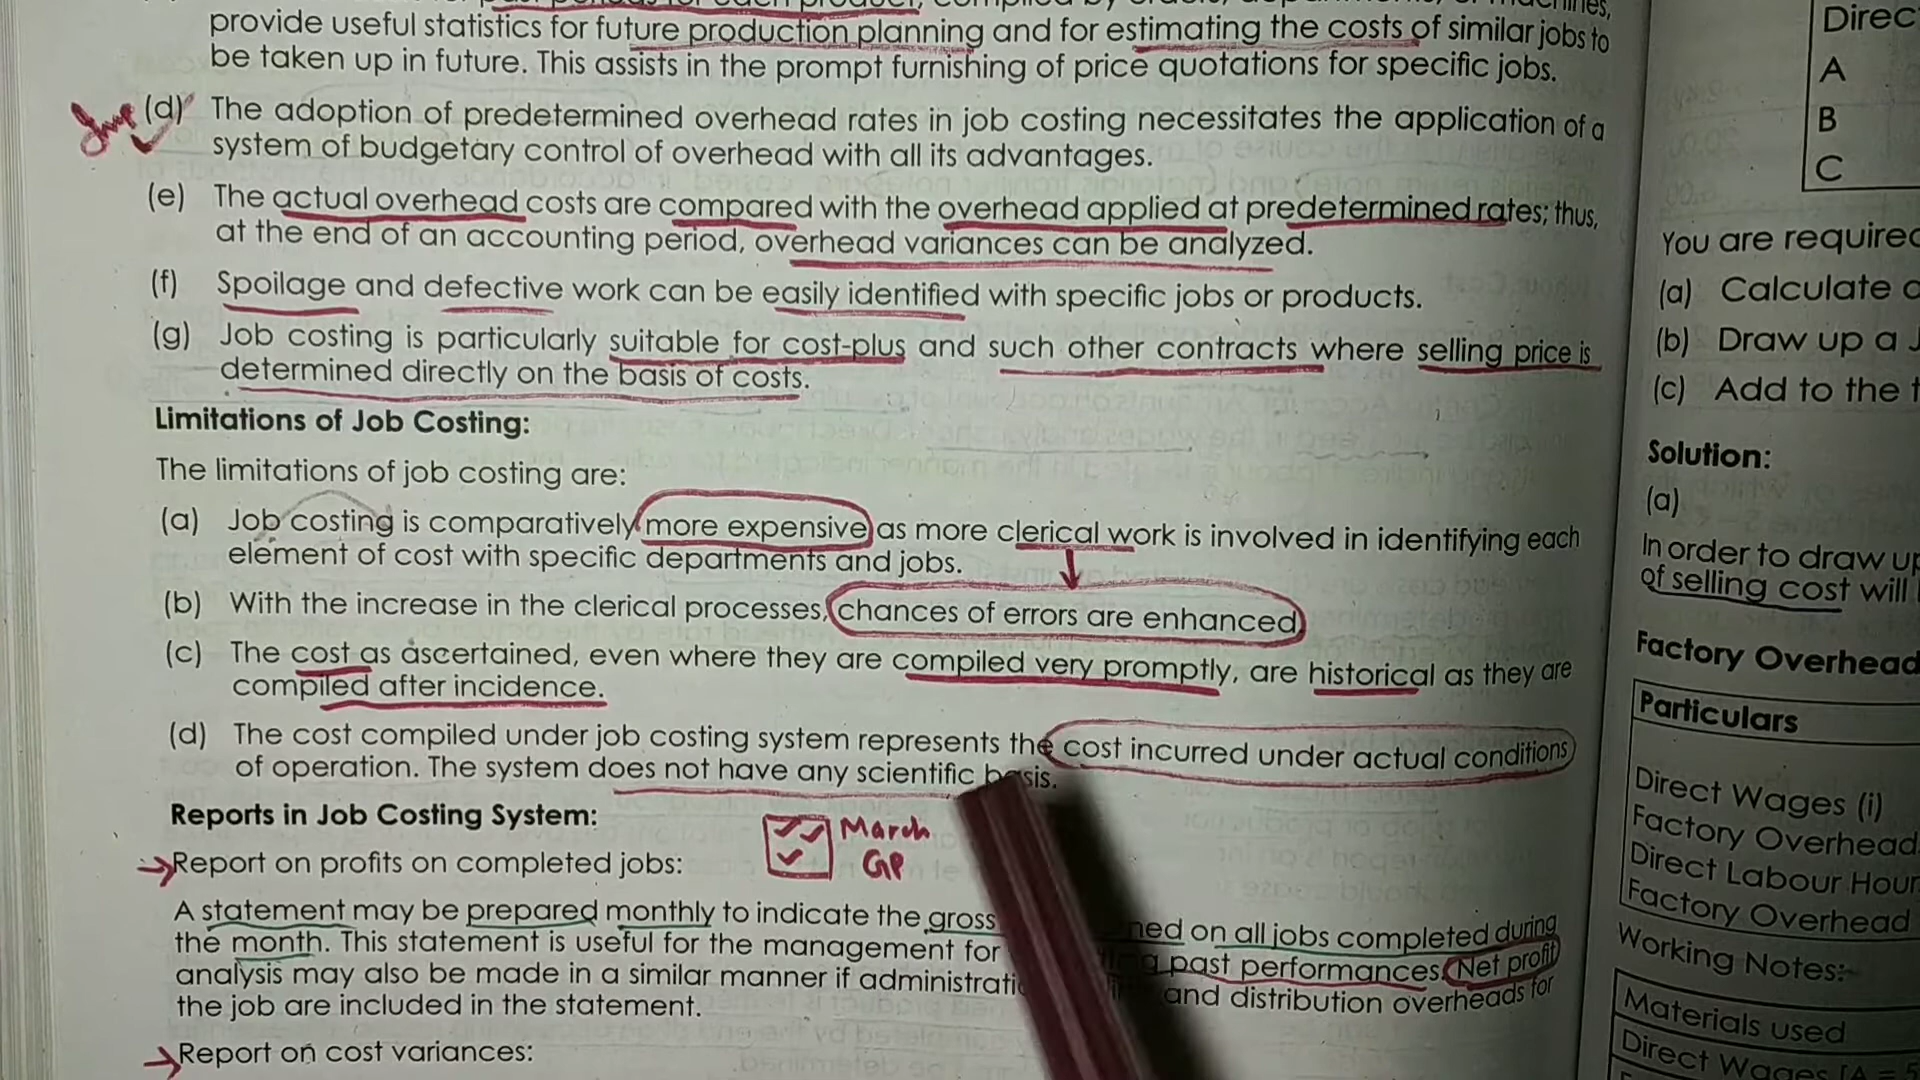 provide useful statistics for future production planning and for estimating the costs of similar jobs to
be taken up in future. This assists in the prompt furnishing of price quotations for specific jobs.
(d) The adoption of predetermined overhead rates in job costing necessitates the application of a
system of budgetary control of overhead with all its advantages.
(e) The actual overhead costs are compared with the overhead applied at predetermined rates; thus,
at the end of an accounting period, overhead variances can be analyzed.
(f) Spoilage and defective work can be easily identified with specific jobs or products.
(g) Job costing is particularly suitable for cost-plus and such other contracts where selling price is
determined directly on the basis of costs.
Limitations of Job Costing:
The limitations of job costing are:
(a) Job costing is comparatively more expensive as more clerical work is involved in identifying each
element of cost with specific departments and jobs.
(b) With the increase in the clerical processes, chances of errors are enhanced.
(c) The cost as ascertained, even where they are compiled very promptly, are historical as they are
compiled after incidence.
(d) The cost compiled under job costing system represents the cost incurred under actual conditions
of operation. The system does not have any scientific basis.
Reports in Job Costing System:
March
GP
Report on profits on completed jobs:
A statement may be prepared monthly to indicate the gross on all jobs completed during
the month. This statement is useful for the management for past performances. Net profit
analysis may also be made in a similar manner if and distribution overheads for
the job are included in the statement.
Report on cost variances:
A
B
C
You are required
(a) Calculate
(b) Draw up a
(c) Add to the
Solution:
(a)
In order to draw up
of selling cost will
Factory Overhead
Particulars
Direct Wages (i)
Factory Overhead
Direct Labour Hour
Factory Overhead
Working Notes:
Materials used
Direct Wages